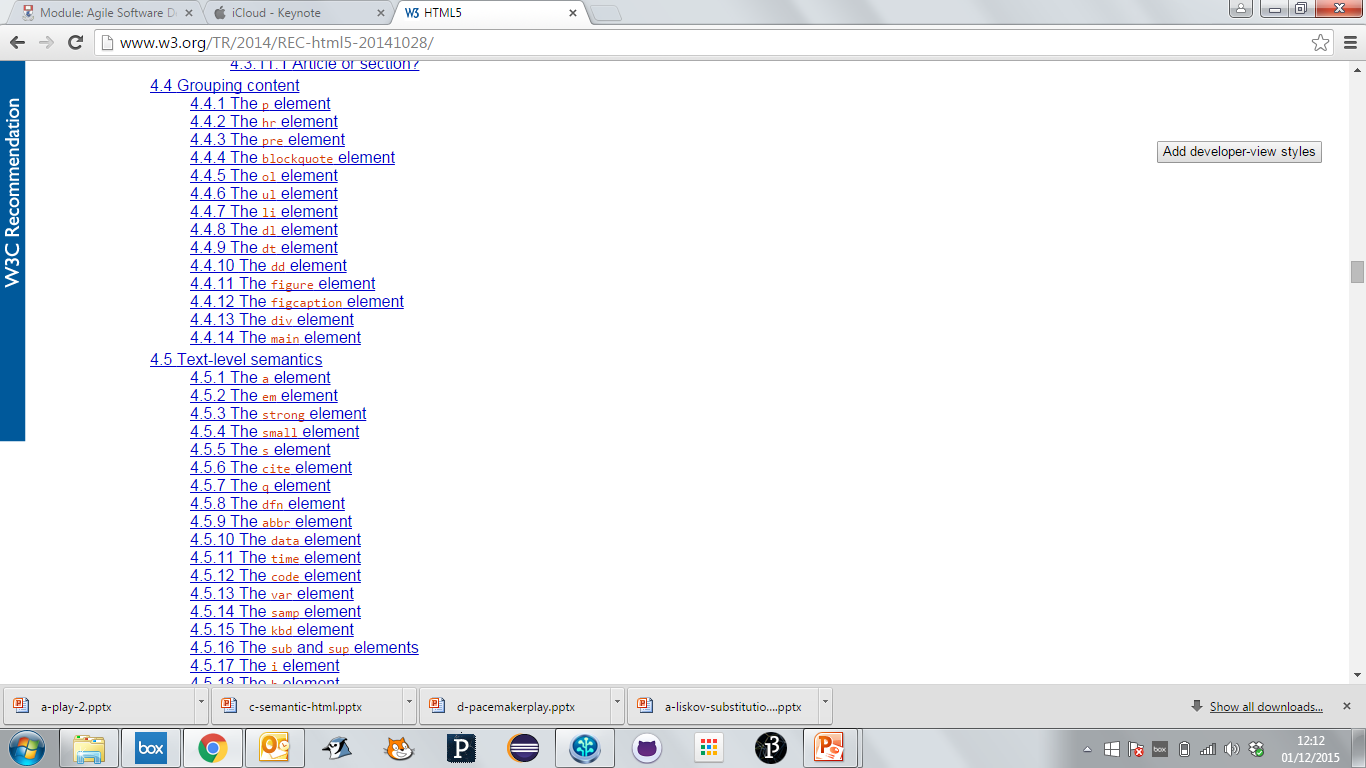 Module: Agile Software D
iCloud - Keynote
W3 HTML5
www.w3.org/TR/2014/REC-html5-20141028/
W3C Recommendation
4.3.11.1 Article or section?
4.4 Grouping content
4.4.1 The p element
4.4.2 The hr element
4.4.3 The pre element
4.4.4 The blockquote element
4.4.5 The ol element
4.4.6 The ul element
4.4.7 The li element
4.4.8 The dl element
4.4.9 The dt element
4.4.10 The dd element
4.4.11 The figure element
4.4.12 The figcaption element
4.4.13 The div element
4.4.14 The main element
Add developer-view styles
4.5 Text-level semantics
4.5.1 The a element
4.5.2 The em element
4.5.3 The strong element
4.5.4 The small element
4.5.5 The s element
4.5.6 The cite element
4.5.7 The q element
4.5.8 The dfn element
4.5.9 The abbr element
4.5.10 The data element
4.5.11 The time element
4.5.12 The code element
4.5.13 The var element
4.5.14 The samp element
4.5.15 The kbd element
4.5.16 The sub and sup elements
4.5.17 The i element
4.5.18 The b element
a-play-2.pptx
c-semantic-html.pptx
d-pacemakerplay.pptx
a-liskov-substitutio....pptx
Show all downloads...
box
P
box
12:12
01/12/2015